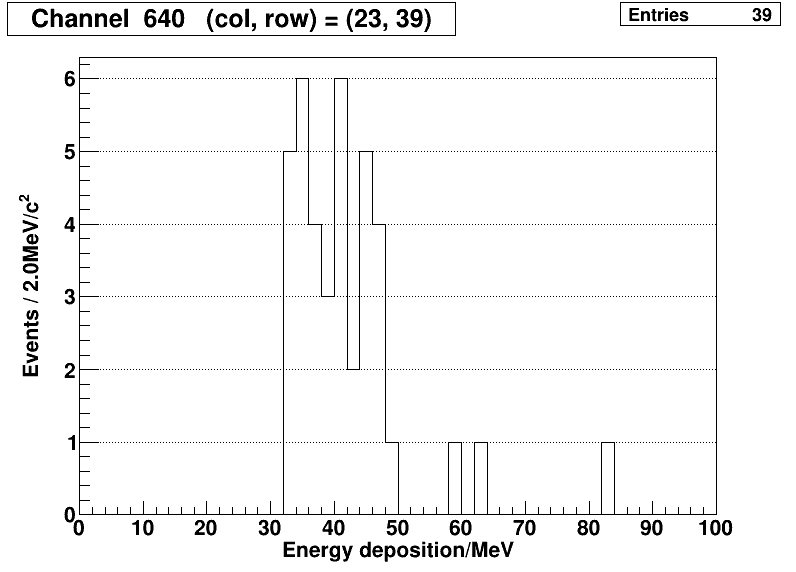 Channel 640 (col, row) = (23, 39)
Entries 39
Events / 2.0MeV/c²
6
5
4
3
2
1
0
0 10 20 30 40 50 60 70 80 90 100
Energy deposition/MeV